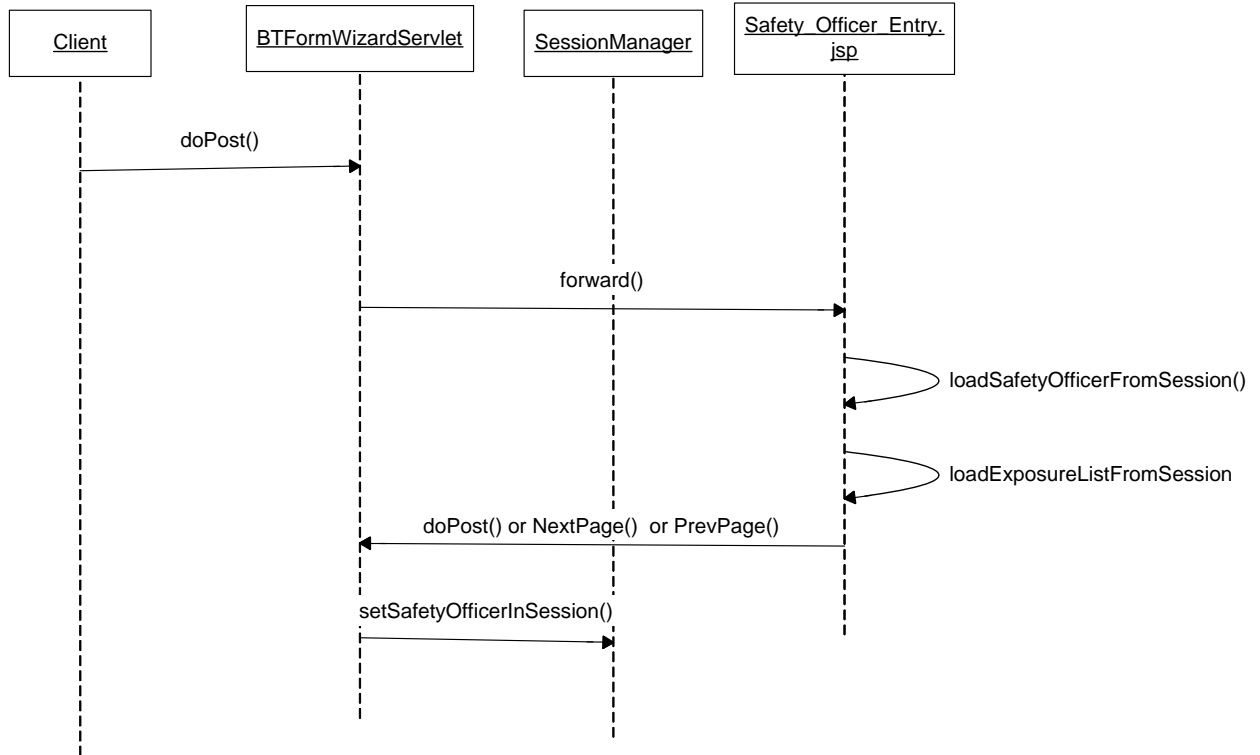 Client
BTFormWizardServlet
SessionManager
Safety_Officer_Entry.
jsp
doPost()
forward()
loadSafetyOfficerFromSession()
loadExposureListFromSession
doPost() or NextPage()  or PrevPage()
setSafetyOfficerInSession()